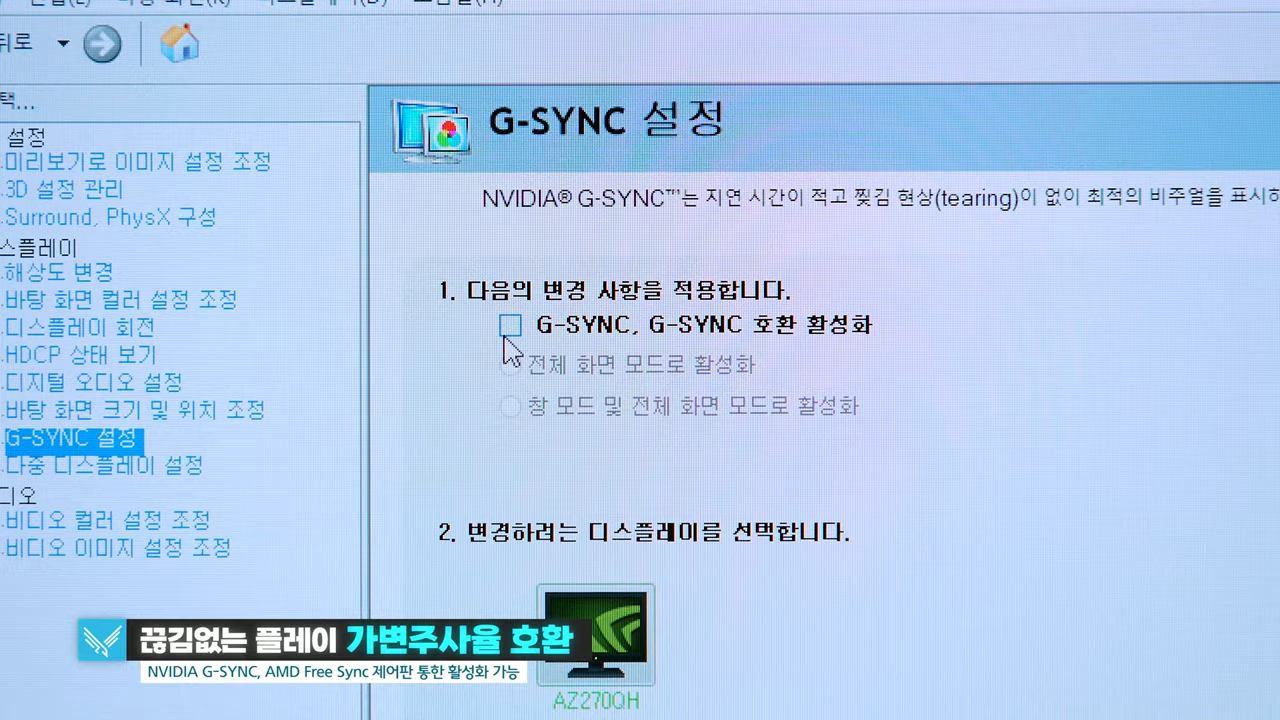 뒤로
택...
설정
미리보기로 이미지 설정 조정
3D 설정 관리
Surround, PhysX 구성
스플레이
해상도 변경
바탕 화면 컬러 설정 조정
디스플레이 회전
HDCP 상태 보기
디지털 오디오 설정
바탕 화면 크기 및 위치 조정
G-SYNC 설정
다중 디스플레이 설정
디오
비디오 컬러 설정 조정
비디오 이미지 설정 조정
G-SYNC 설정
NVIDIA® G-SYNC™는 지연 시간이 적고 찢김 현상(tearing)이 없이 최적의 비주얼을 표시하
1. 다음의 변경 사항을 적용합니다.
G-SYNC, G-SYNC 호환 활성화
전체 화면 모드로 활성화
창 모드 및 전체 화면 모드로 활성화
2. 변경하려는 디스플레이를 선택합니다.
AZ270QH
끊김없는 플레이 가변주사율 호환
NVIDIA G-SYNC, AMD Free Sync 제어판 통한 활성화 가능